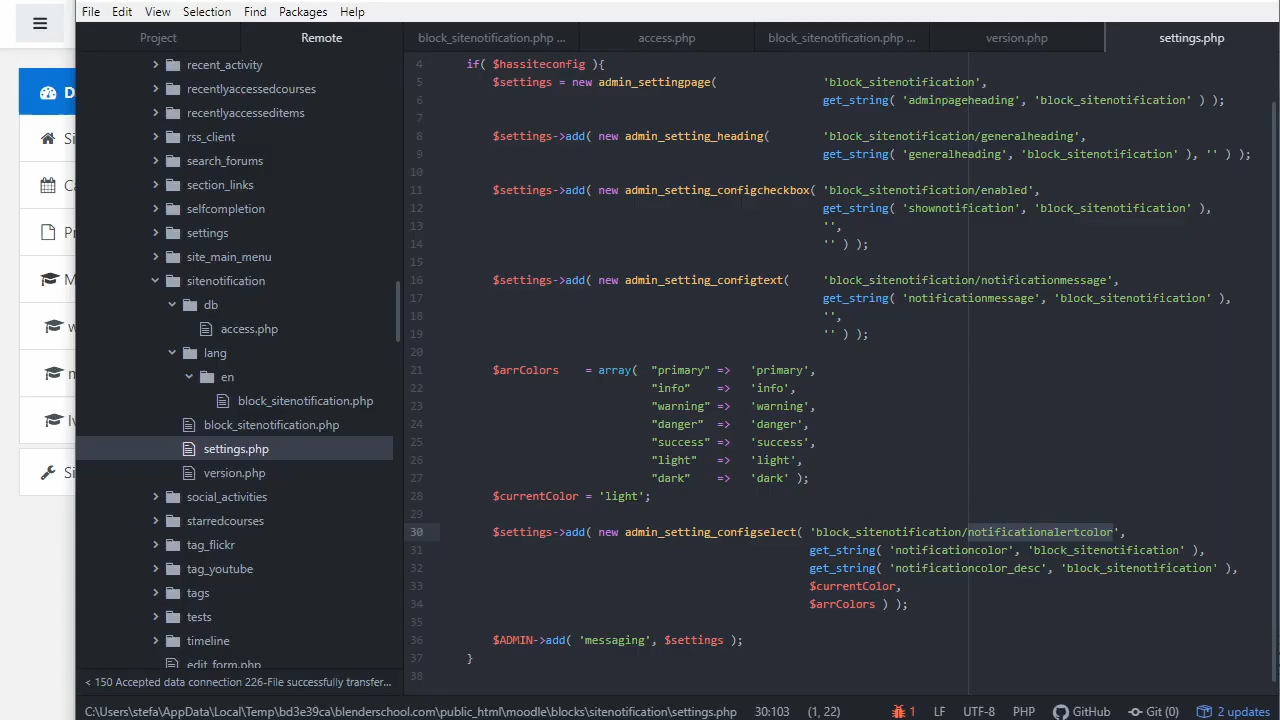 File Edit View Selection Find Packages Help
Project Remote
block_sitenotification.php ... access.php block_sitenotification.php ... version.php settings.php
recent_activity
recentlyaccessedcourses
recentlyaccesseditems
rss_client
search_forums
section_links
selfcompletion
settings
site_main_menu
sitenotification
db
access.php
lang
en
block_sitenotification.php
block_sitenotification.php
settings.php
version.php
social_activities
starredcourses
tag_flickr
tag_youtube
tags
tests
timeline
edit_form.php
< 150 Accepted data connection 226-File successfully transfer...
4 if( $hassiteconfig ){
5 $settings = new admin_settingpage( 'block_sitenotification',
6 get_string( 'adminpageheading', 'block_sitenotification' ) );
7
8 $settings->add( new admin_setting_heading( 'block_sitenotification/generalheading',
9 get_string( 'generalheading', 'block_sitenotification' ), '' ) );
10
11 $settings->add( new admin_setting_configcheckbox( 'block_sitenotification/enabled',
12 get_string( 'shownotification', 'block_sitenotification' ),
13 '',
14 '' ) );
15
16 $settings->add( new admin_setting_configtext( 'block_sitenotification/notificationmessage',
17 get_string( 'notificationmessage', 'block_sitenotification' ),
18 '',
19 '' ) );
20
21 $arrColors = array( "primary" => 'primary',
22 "info" => 'info',
23 "warning" => 'warning',
24 "danger" => 'danger',
25 "success" => 'success',
26 "light" => 'light',
27 "dark" => 'dark' );
28 $currentColor = 'light';
29
30 $settings->add( new admin_setting_configselect( 'block_sitenotification/notificationalertcolor',
31 get_string( 'notificationcolor', 'block_sitenotification' ),
32 get_string( 'notificationcolor_desc', 'block_sitenotification' ),
33 $currentColor,
34 $arrColors ) );
35
36 $ADMIN->add( 'messaging', $settings );
37 }
38
C:\Users\stefa\AppData\Local\Temp\bd3e39ca\blenderschool.com\public_html\moodle\blocks\sitenotification\settings.php 30:103 (1, 22) 1 LF UTF-8 PHP GitHub Git (0) 2 updates